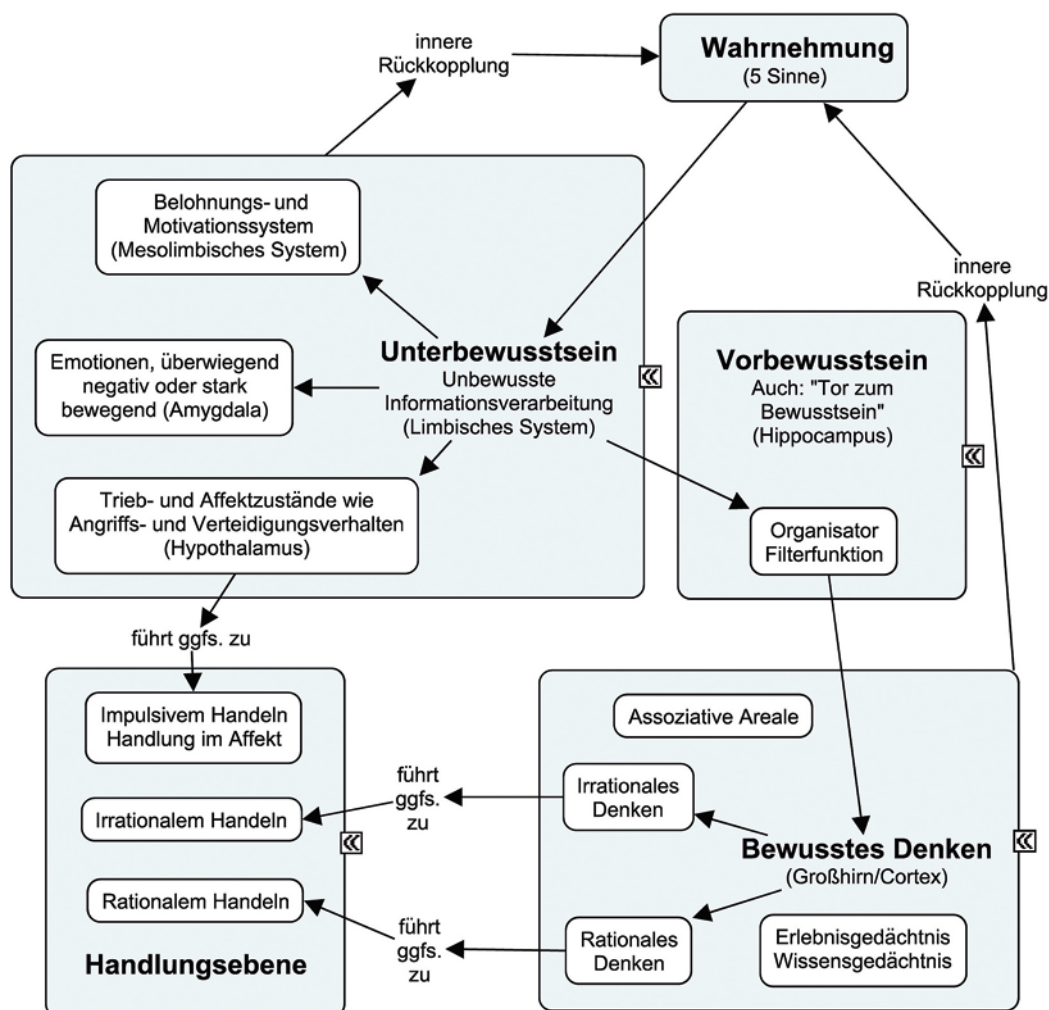 innere
Rückkopplung
Wahrnehmung
(5 Sinne)
Belohnungs- und
Motivationssystem
(Mesolimbisches System)
innere
Rückkopplung
Unterbewusstsein
Unbewusste
Informationsverarbeitung
(Limbisches System)
Emotionen, überwiegend
negativ oder stark
bewegend (Amygdala)
Vorbewusstsein
Auch: "Tor zum
Bewusstsein"
(Hippocampus)
Trieb- und Affektzustände wie
Angriffs- und Verteidigungsverhalten
(Hypothalamus)
Organisator
Filterfunktion
führt ggfs. zu
Impulsivem Handeln
Handlung im Affekt
Irrationalem Handeln
Rationalem Handeln
Handlungsebene
führt
ggfs.
zu
führt
ggfs.
zu
Assoziative Areale
Irrationales
Denken
Bewusstes Denken
(Großhirn/Cortex)
Rationales
Denken
Erlebnisgedächtnis
Wissensgedächtnis